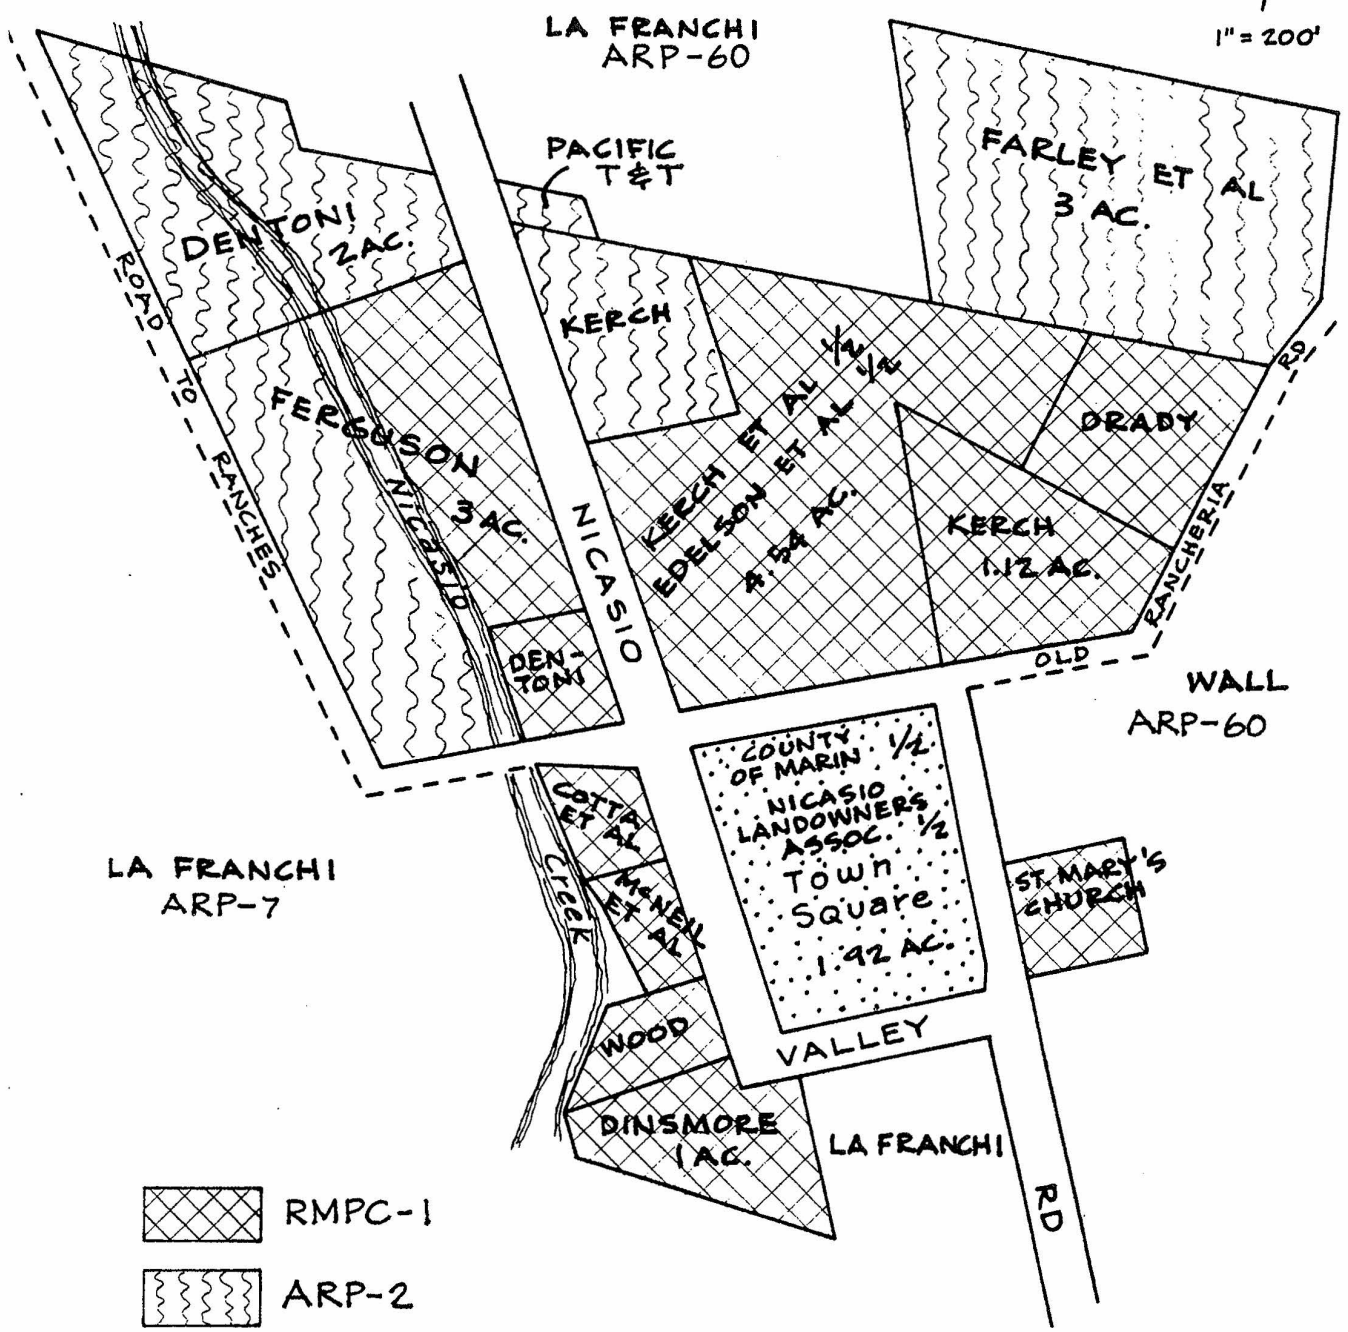 LA FRANCHI
ARP-60
1" = 200'
PACIFIC
T & T
FARLEY ET AL
3 AC.
DENTONI
2 AC.
ROAD TO RANCHES
KERCH
FERGUSON
3 AC.
KERCH ET AL 1/2
EDELSON ET AL 1/2
4.54 AC.
DRADY
KERCH
1.12 AC.
OLD RANCHERIA RD
NICASIO
Nicasio
DEN-
TONI
WALL
ARP-60
COUNTY
OF MARIN 1/2
NICASIO
LANDOWNERS
ASSOC. 1/2
Town
Square
1.92 AC.
COTTA
ET AL
Creek
McNEIL
ET
AL
ST. MARY'S
CHURCH
LA FRANCHI
ARP-7
WOOD
VALLEY
DINSMORE
1 AC.
LA FRANCHI
RD
RMPC-1
ARP-2